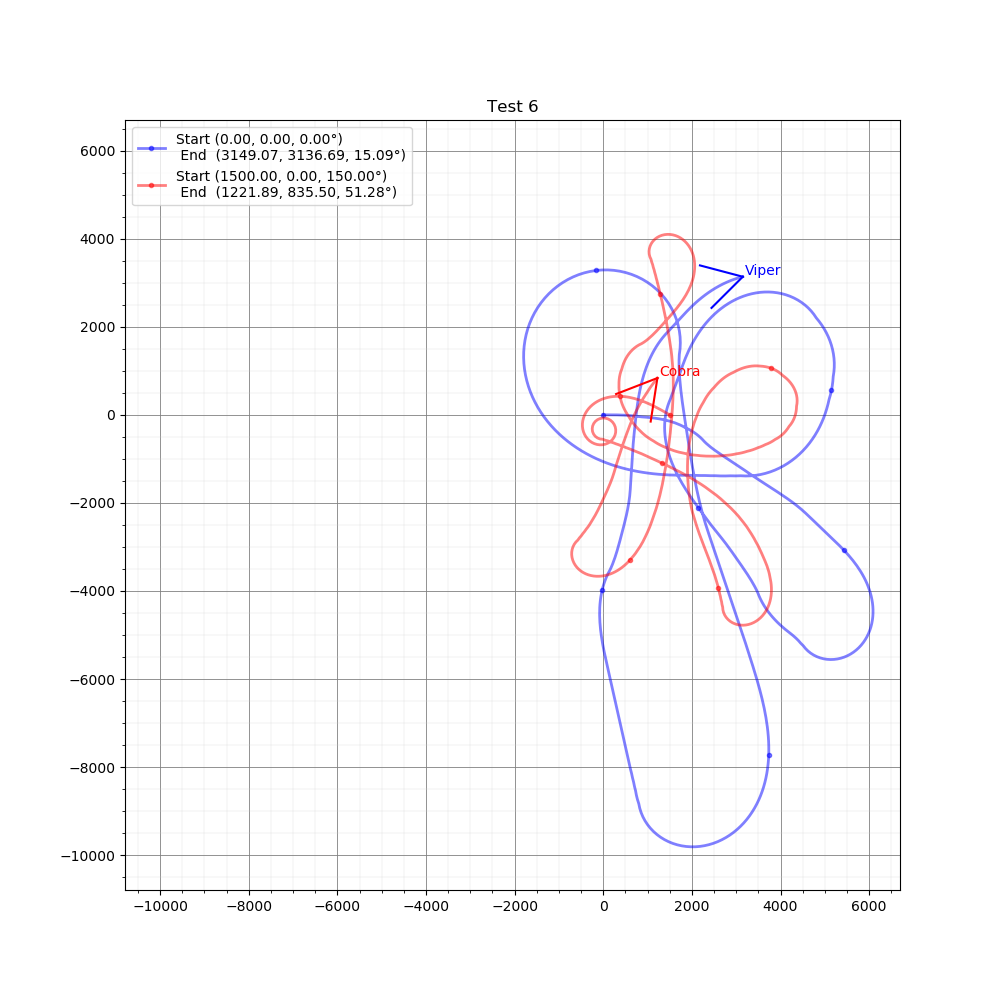 Test 6
Start (0.00, 0.00, 0.00°)
End (3149.07, 3136.69, 15.09°)
Start (1500.00, 0.00, 150.00°)
End (1221.89, 835.50, 51.28°)
6000
4000
2000
0
−2000
−4000
−6000
−8000
−10000
Viper
Cobra
−10000 −8000 −6000 −4000 −2000 0 2000 4000 6000